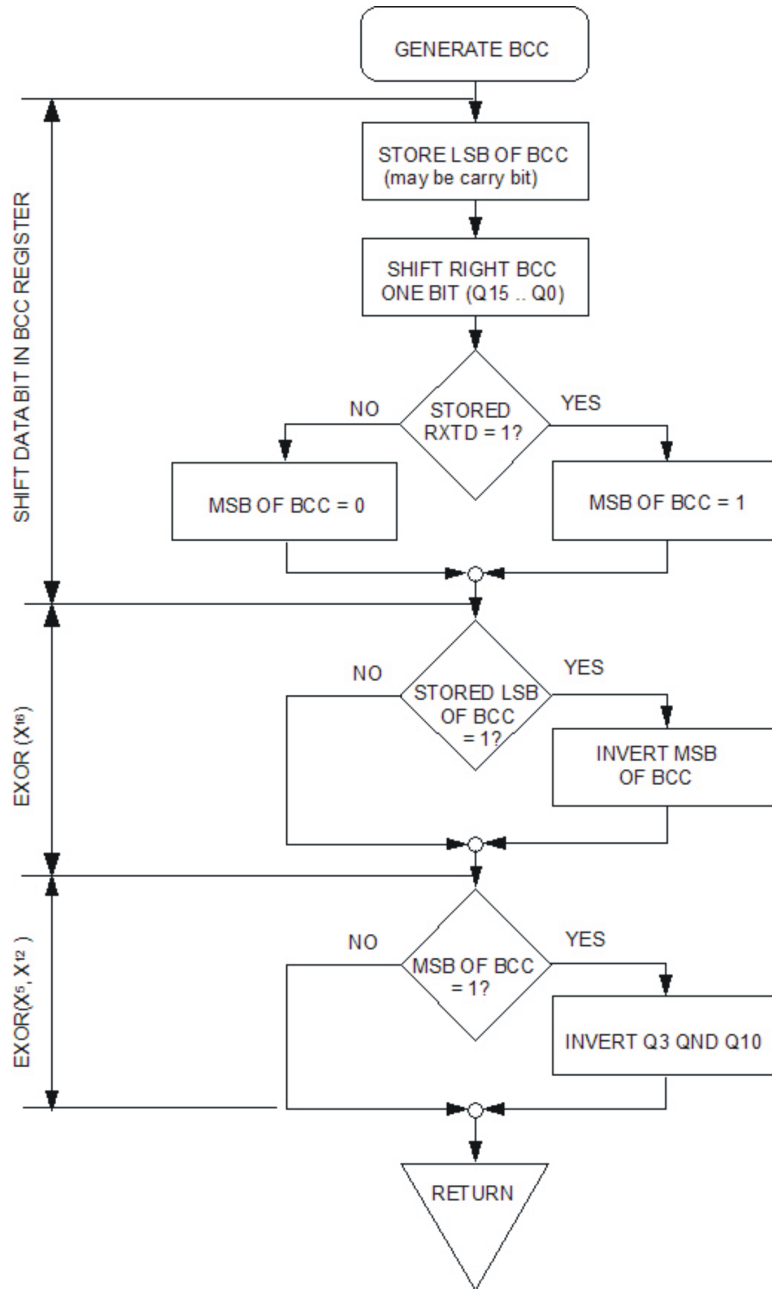 GENERATE BCC
STORE LSB OF BCC
(may be carry bit)
SHIFT RIGHT BCC
ONE BIT (Q15 .. Q0)
SHIFT DATA BIT IN BCC REGISTER
NO
STORED
RXTD = 1?
YES
MSB OF BCC = 0
MSB OF BCC = 1
EXOR (X¹⁶)
NO
STORED LSB
OF BCC
= 1?
YES
INVERT MSB
OF BCC
EXOR(X⁵, X¹²)
NO
MSB OF BCC
= 1?
YES
INVERT Q3 QND Q10
RETURN